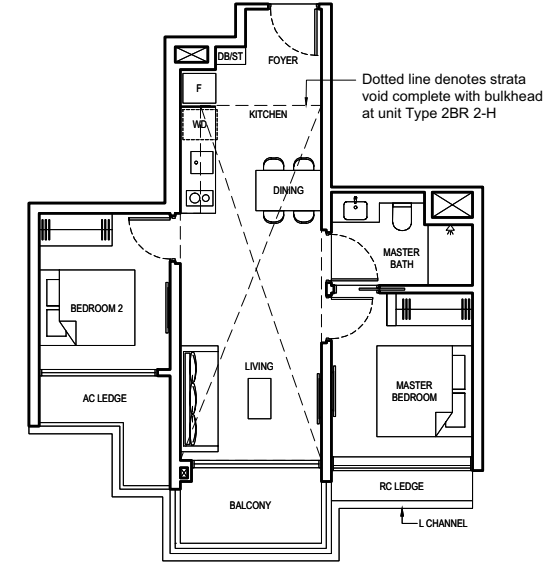 DB/ST
FOYER
F
Dotted line denotes strata
void complete with bulkhead
at unit Type 2BR 2-H
KITCHEN
WD
DINING
MASTER
BATH
BEDROOM 2
LIVING
AC LEDGE
MASTER
BEDROOM
RC LEDGE
BALCONY
L CHANNEL